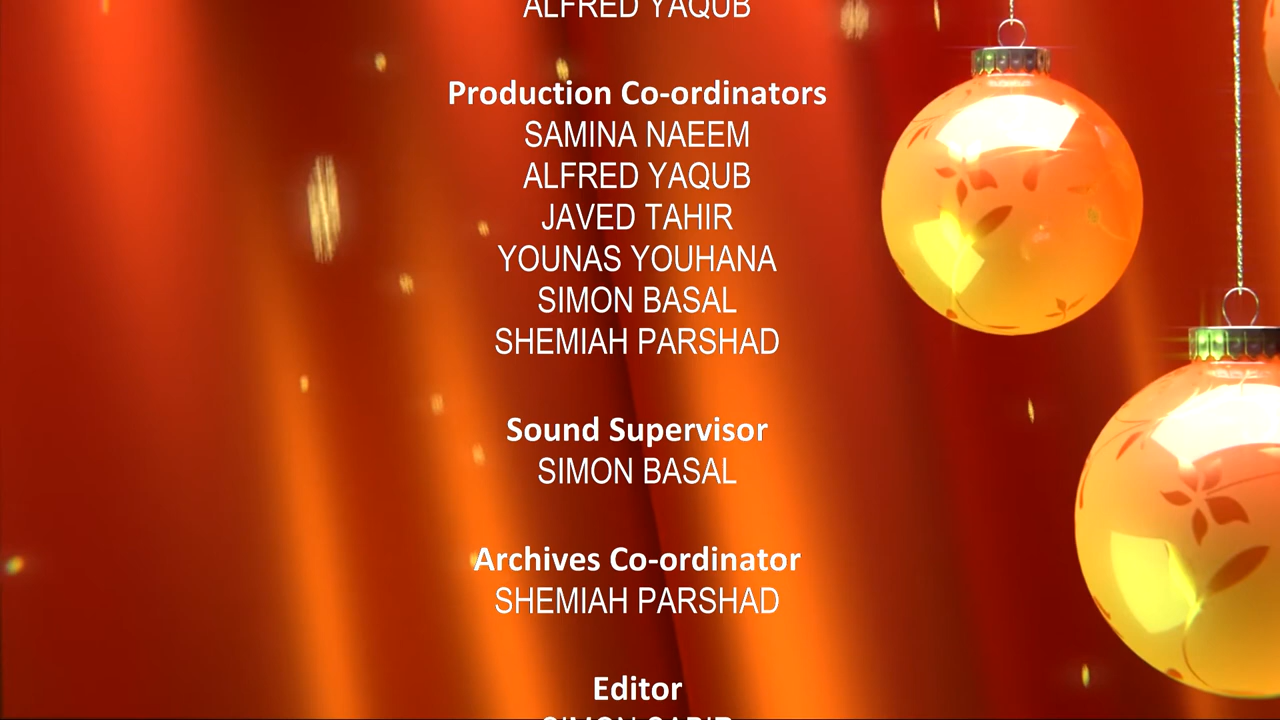 ALFRED YAQUB
Production Co-ordinators
SAMINA NAEEM
ALFRED YAQUB
JAVED TAHIR
YOUNAS YOUHANA
SIMON BASAL
SHEMIAH PARSHAD
Sound Supervisor
SIMON BASAL
Archives Co-ordinator
SHEMIAH PARSHAD
Editor
SIMON